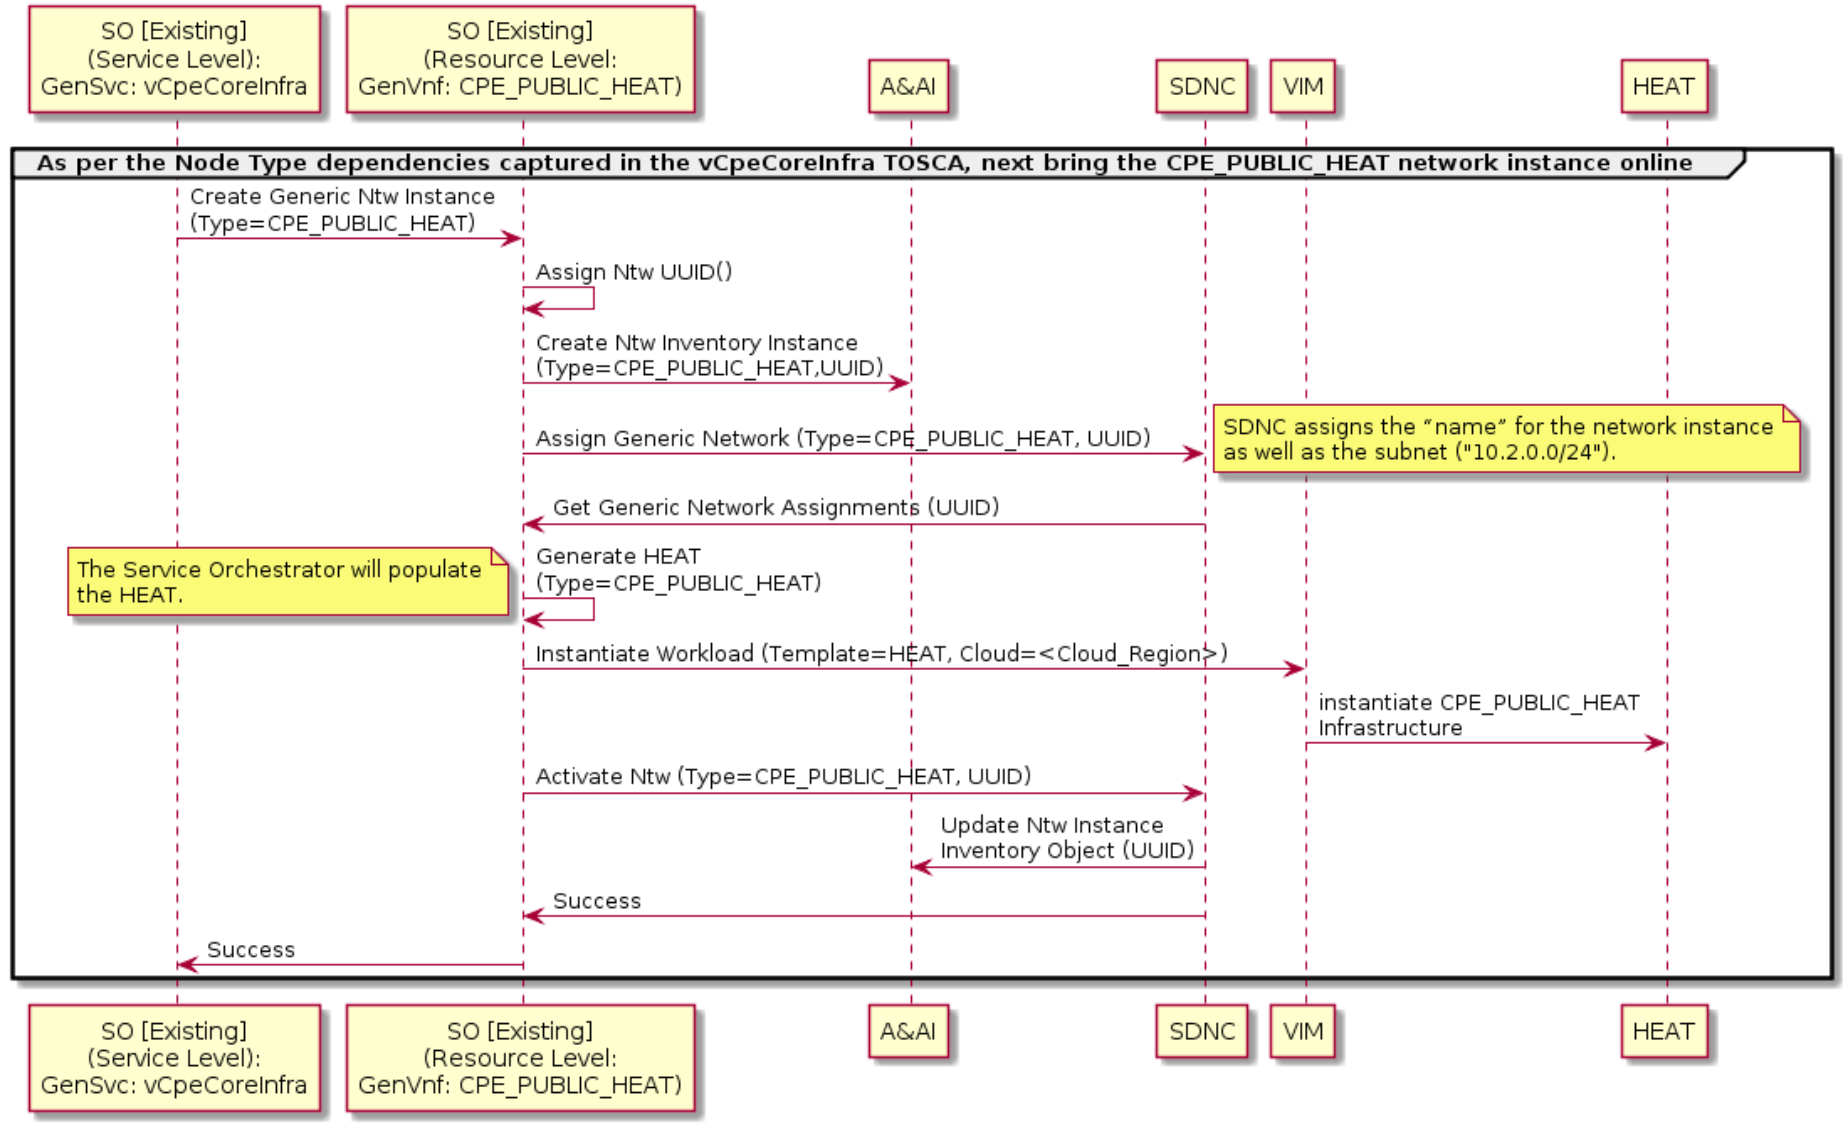 SO [Existing]
(Service Level):
GenSvc: vCpeCoreInfra
SO [Existing]
(Resource Level:
GenVnf: CPE_PUBLIC_HEAT)
A&AI
SDNC
VIM
HEAT
As per the Node Type dependencies captured in the vCpeCoreInfra TOSCA, next bring the CPE_PUBLIC_HEAT network instance online
Create Generic Ntw Instance
(Type=CPE_PUBLIC_HEAT)
Assign Ntw UUID()
Create Ntw Inventory Instance
(Type=CPE_PUBLIC_HEAT,UUID)
Assign Generic Network (Type=CPE_PUBLIC_HEAT, UUID)
SDNC assigns the “name” for the network instance
as well as the subnet ("10.2.0.0/24").
Get Generic Network Assignments (UUID)
The Service Orchestrator will populate
the HEAT.
Generate HEAT
(Type=CPE_PUBLIC_HEAT)
Instantiate Workload (Template=HEAT, Cloud=<Cloud_Region>)
instantiate CPE_PUBLIC_HEAT
Infrastructure
Activate Ntw (Type=CPE_PUBLIC_HEAT, UUID)
Update Ntw Instance
Inventory Object (UUID)
Success
Success
SO [Existing]
(Service Level):
GenSvc: vCpeCoreInfra
SO [Existing]
(Resource Level:
GenVnf: CPE_PUBLIC_HEAT)
A&AI
SDNC
VIM
HEAT